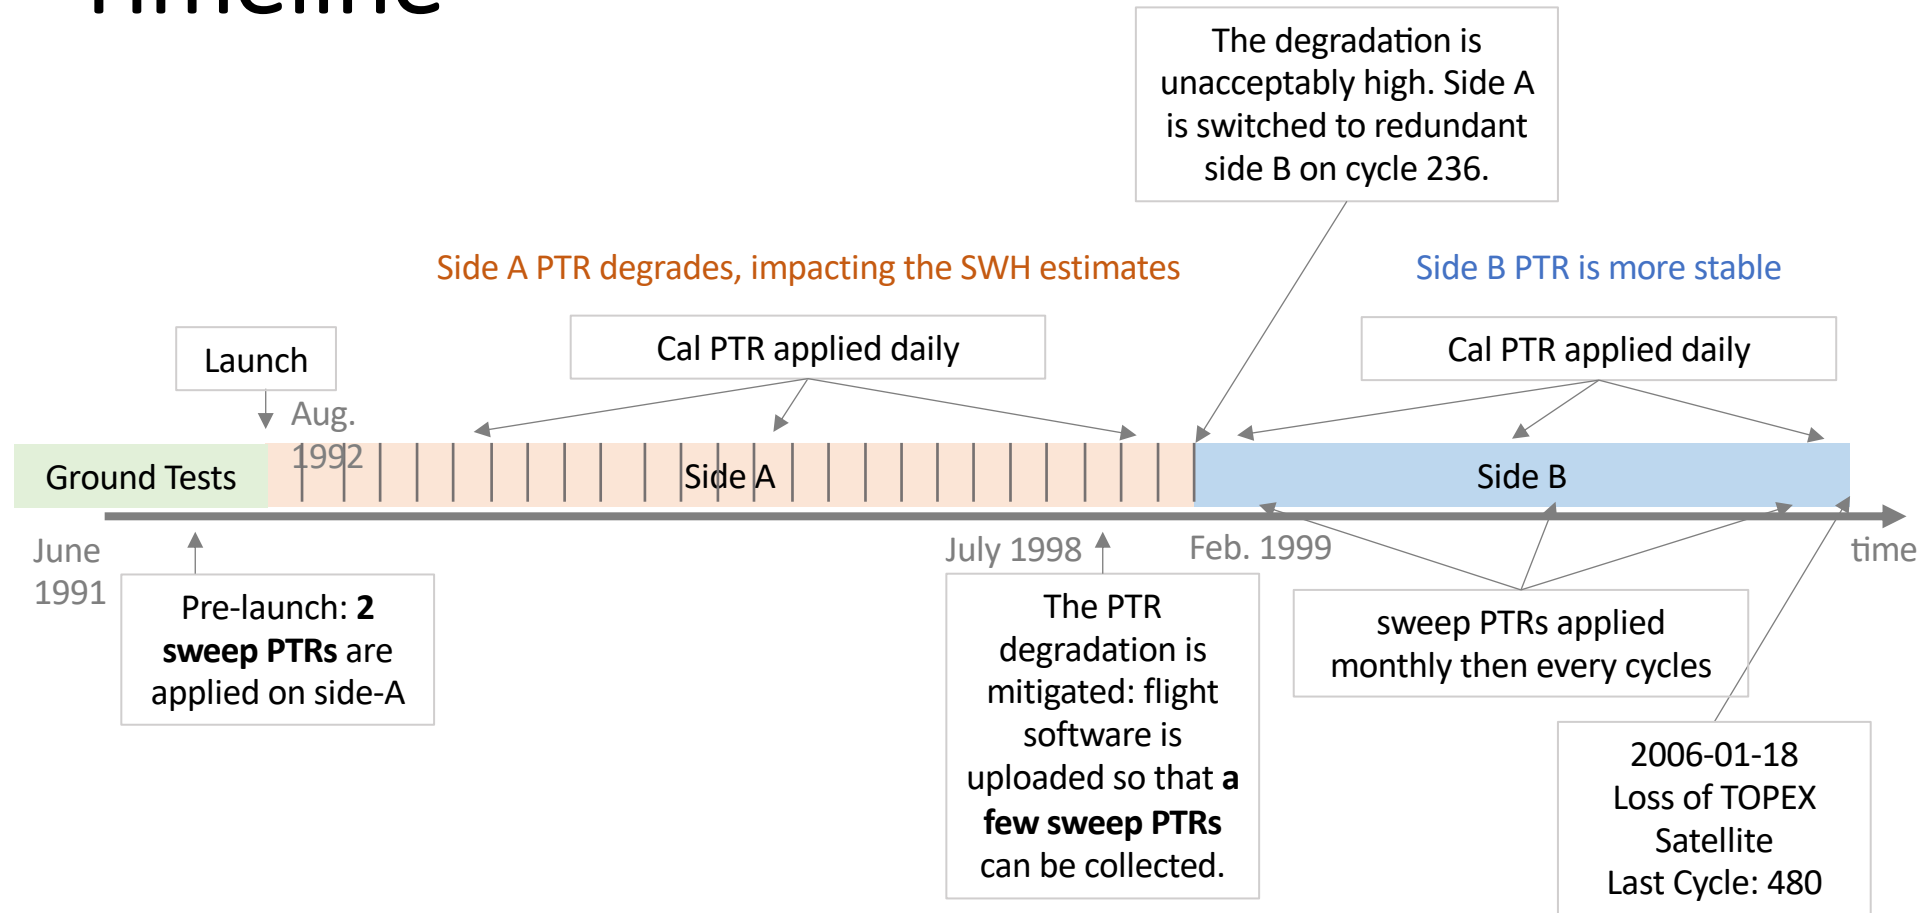 Timeline
The degradation is
unacceptably high. Side A
is switched to redundant
side B on cycle 236.
Side A PTR degrades, impacting the SWH estimates
Side B PTR is more stable
Launch
Cal PTR applied daily
Cal PTR applied daily
Aug.
1992
Ground Tests
Side A
Side B
June
1991
July 1998
Feb. 1999
time
Pre-launch: 2
sweep PTRs are
applied on side-A
The PTR
degradation is
mitigated: flight
software is
uploaded so that a
few sweep PTRs
can be collected.
sweep PTRs applied
monthly then every cycles
2006-01-18
Loss of TOPEX
Satellite
Last Cycle: 480